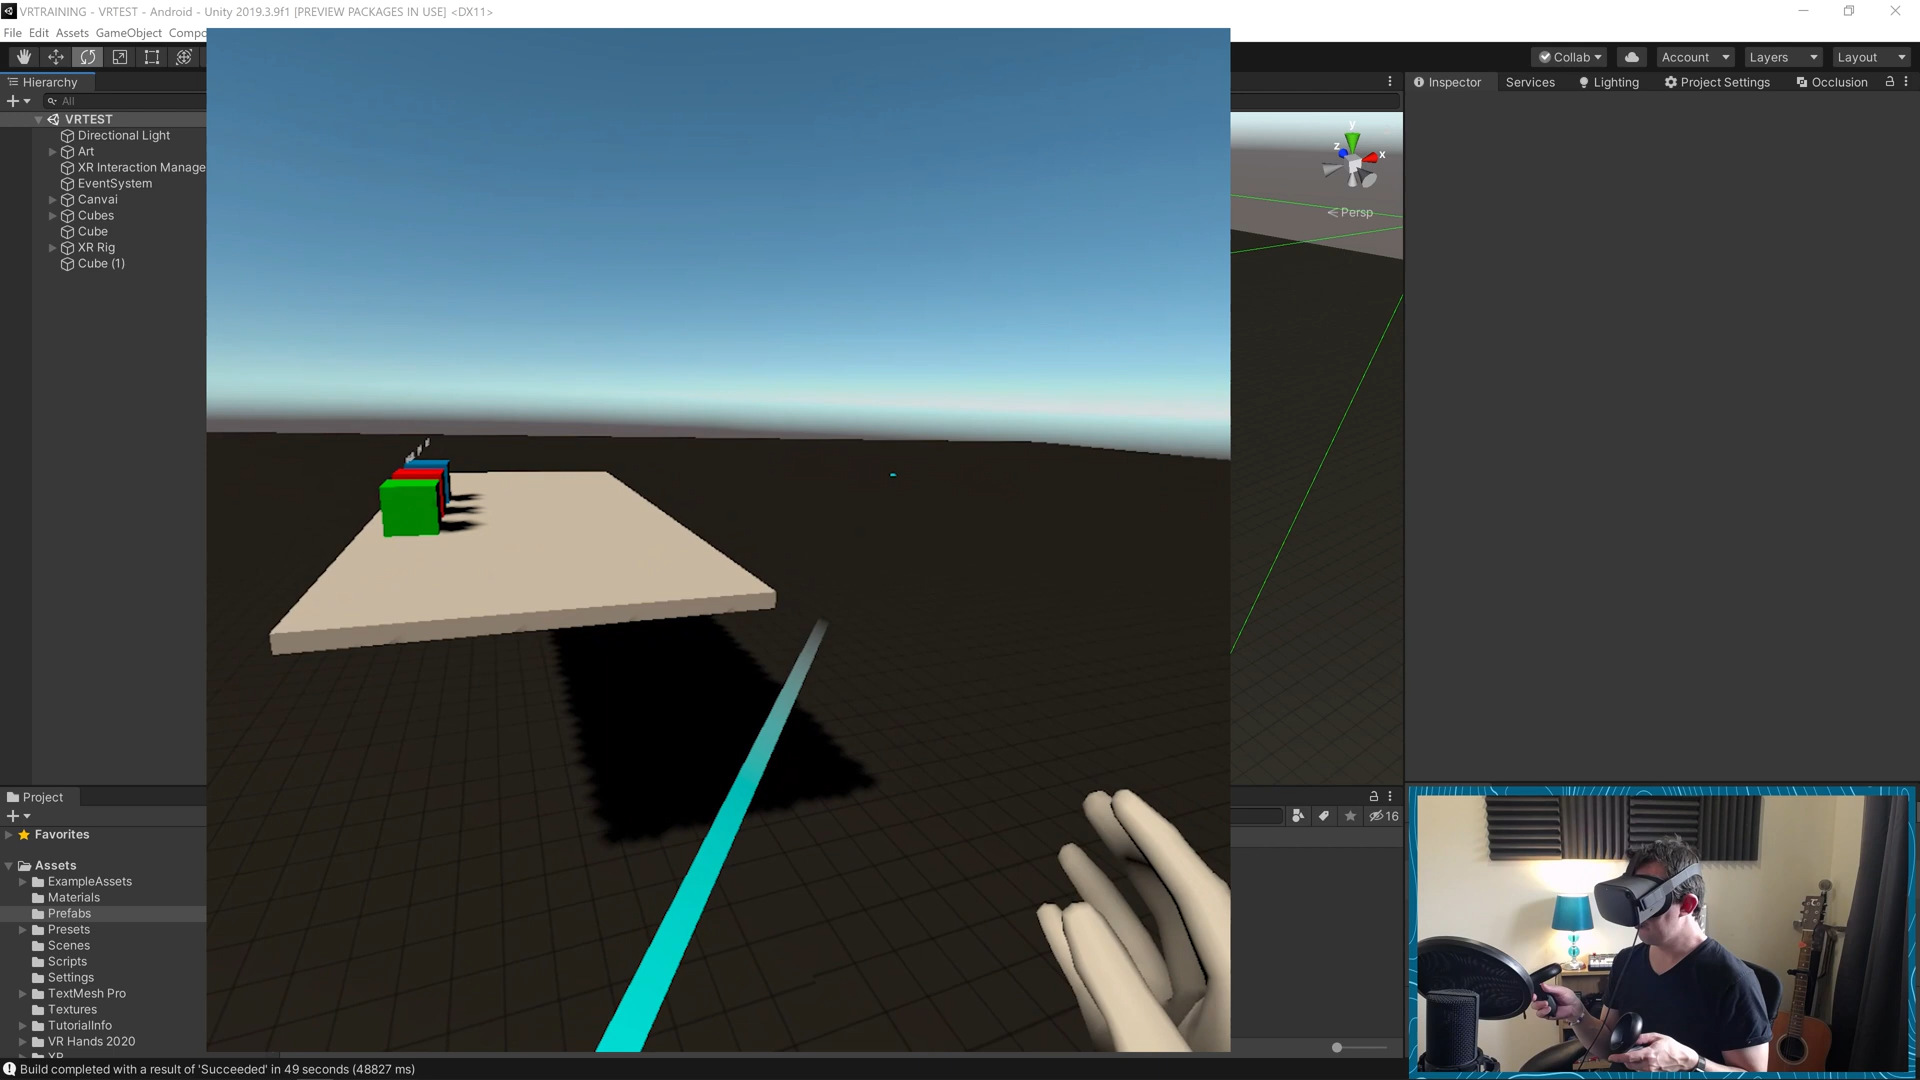 VRTRAINING - VRTEST - Android - Unity 2019.3.9f1 [PREVIEW PACKAGES IN USE] <DX11>
File Edit Assets GameObject Compo
Collab Account Layers Layout
Hierarchy
Inspector Services Lighting Project Settings Occlusion
All
VRTEST
Directional Light
Art
XR Interaction Manage
EventSystem
Canvai
Cubes
Cube
XR Rig
Cube (1)
y
z
x
Persp
Project
16
Favorites
Assets
ExampleAssets
Materials
Prefabs
Presets
Scenes
Scripts
Settings
TextMesh Pro
Textures
TutorialInfo
VR Hands 2020
XR
Build completed with a result of 'Succeeded' in 49 seconds (48827 ms)